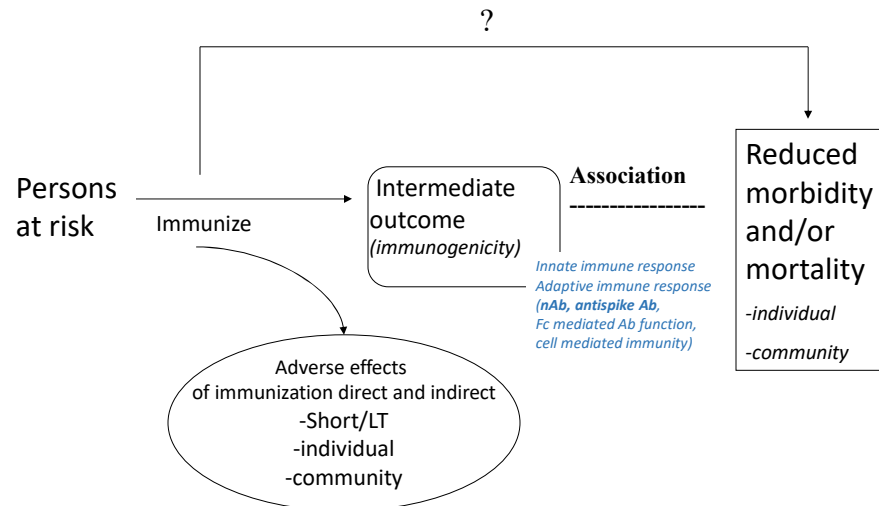 ?
Persons
at risk
Immunize
Intermediate
outcome
(immunogenicity)
Association
-----------------
Innate immune response
Adaptive immune response
(nAb, antispike Ab,
Fc mediated Ab function,
cell mediated immunity)
Reduced
morbidity
and/or
mortality
-individual
-community
Adverse effects
of immunization direct and indirect
-Short/LT
-individual
-community